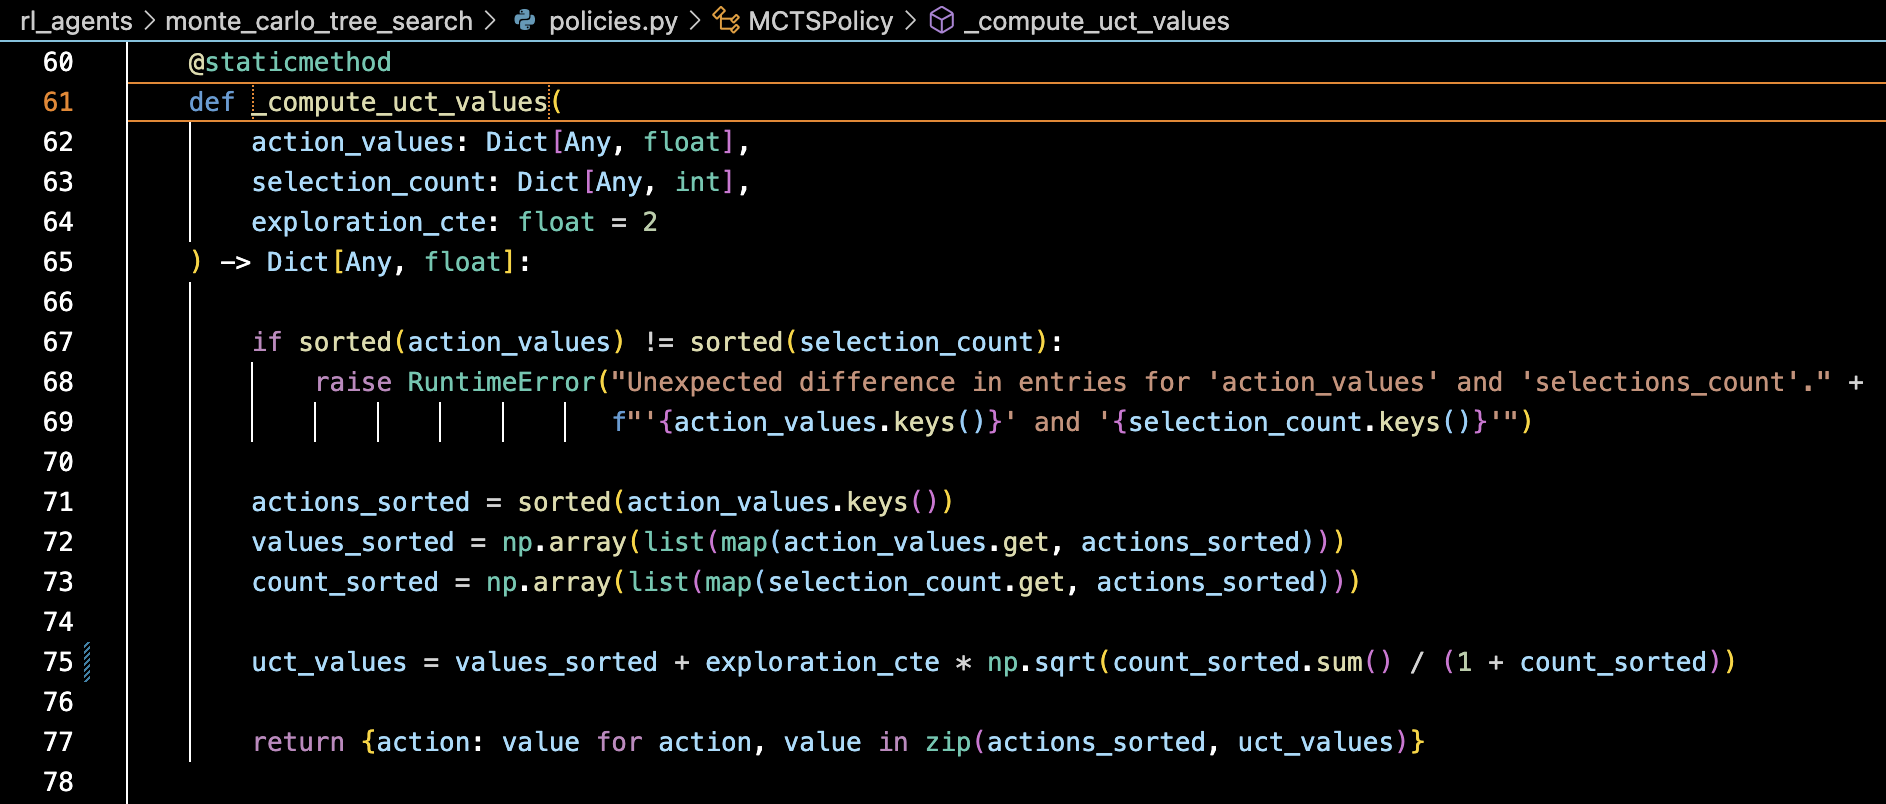 rl_agents > monte_carlo_tree_search > policies.py > MCTSPolicy > _compute_uct_values
60 @staticmethod
61 def _compute_uct_values(
62 action_values: Dict[Any, float],
63 selection_count: Dict[Any, int],
64 exploration_cte: float = 2
65 ) -> Dict[Any, float]:
66
67 if sorted(action_values) != sorted(selection_count):
68 raise RuntimeError("Unexpected difference in entries for 'action_values' and 'selections_count'." +
69 f"'{action_values.keys()}' and '{selection_count.keys()}'")
70
71 actions_sorted = sorted(action_values.keys())
72 values_sorted = np.array(list(map(action_values.get, actions_sorted)))
73 count_sorted = np.array(list(map(selection_count.get, actions_sorted)))
74
75 uct_values = values_sorted + exploration_cte * np.sqrt(count_sorted.sum() / (1 + count_sorted))
76
77 return {action: value for action, value in zip(actions_sorted, uct_values)}
78